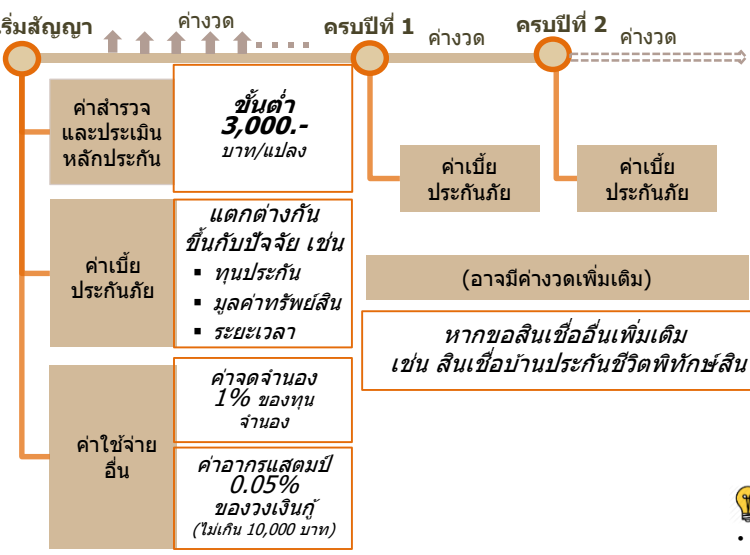 เริ่มสัญญา
ค่างวด
ครบปีที่ 1
ค่างวด
ครบปีที่ 2
ค่างวด
ค่าสำรวจ
และประเมิน
หลักประกัน
ขั้นต่ำ
3,000.-
บาท/แปลง
ค่าเบี้ย
ประกันภัย
ค่าเบี้ย
ประกันภัย
ค่าเบี้ย
ประกันภัย
แตกต่างกัน
ขึ้นกับปัจจัย เช่น
▪ ทุนประกัน
▪ มูลค่าทรัพย์สิน
▪ ระยะเวลา
(อาจมีค่างวดเพิ่มเติม)
หากขอสินเชื่ออื่นเพิ่มเติม
เช่น สินเชื่อบ้านประกันชีวิตพิทักษ์สิน
ค่าใช้จ่าย
อื่น
ค่าจดจำนอง
1% ของทุน
จำนอง
ค่าอากรแสตมป์
0.05%
ของวงเงินกู้
(ไม่เกิน 10,000 บาท)